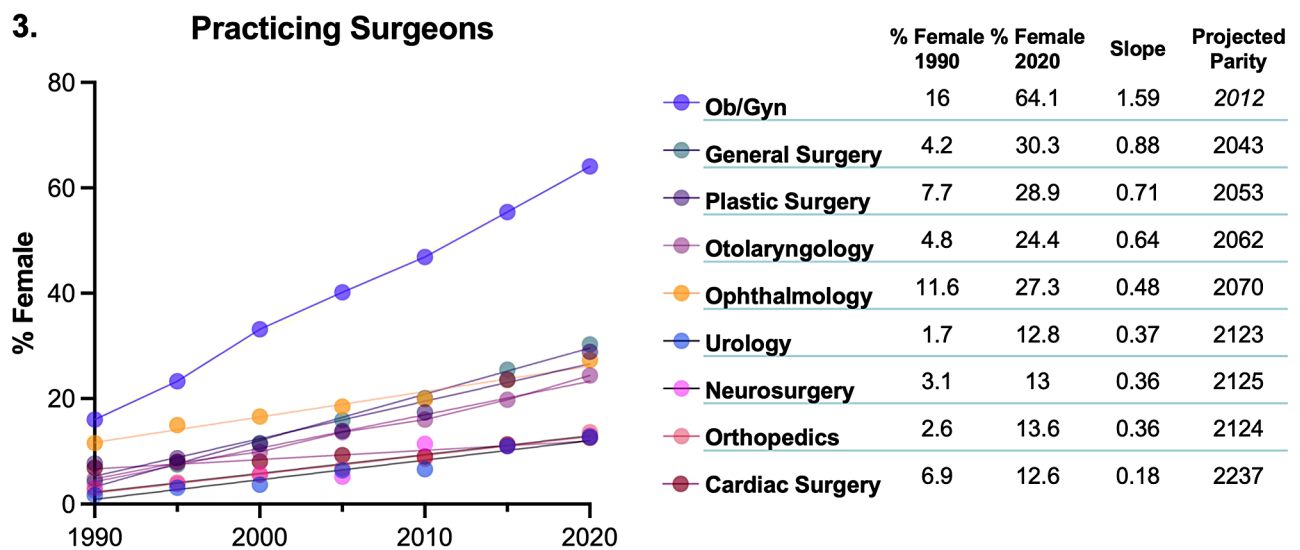 3. Practicing Surgeons
% Female
80
60
40
20
0
1990 2000 2010 2020
% Female 1990 % Female 2020 Slope Projected Parity
Ob/Gyn 16 64.1 1.59 2012
General Surgery 4.2 30.3 0.88 2043
Plastic Surgery 7.7 28.9 0.71 2053
Otolaryngology 4.8 24.4 0.64 2062
Ophthalmology 11.6 27.3 0.48 2070
Urology 1.7 12.8 0.37 2123
Neurosurgery 3.1 13 0.36 2125
Orthopedics 2.6 13.6 0.36 2124
Cardiac Surgery 6.9 12.6 0.18 2237